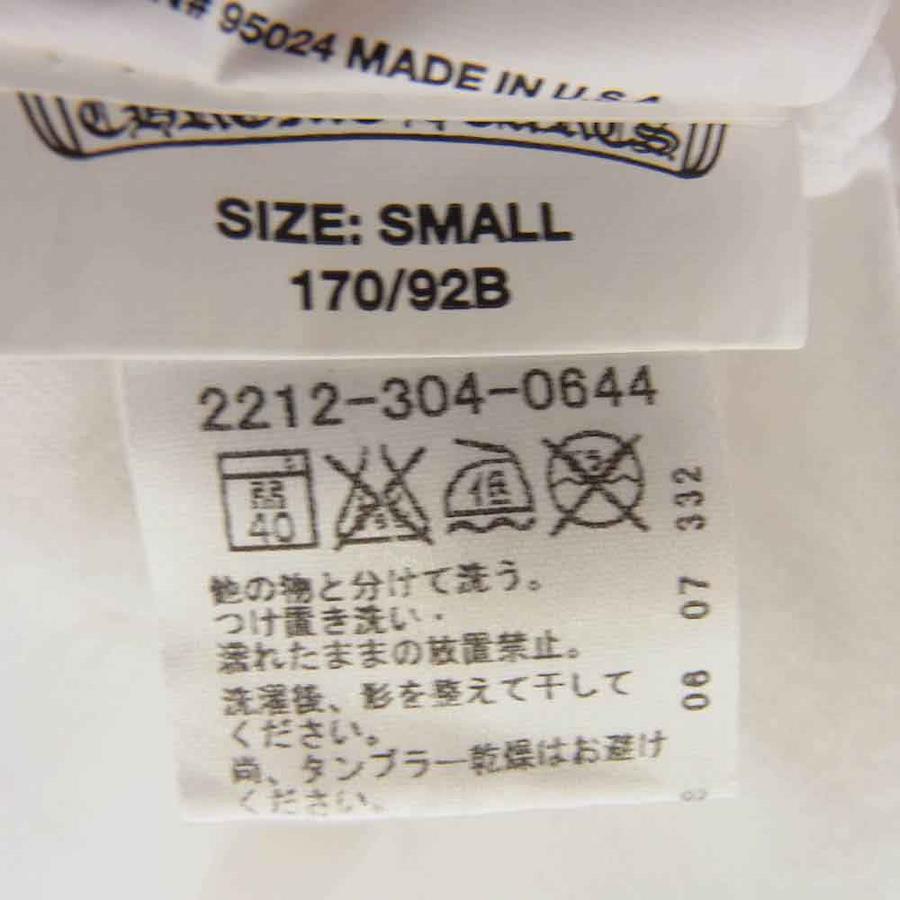 # 95024 MADE IN U.S.A
CHROME HEARTS
SIZE: SMALL
170/92B
2212-304-0644
弱
40
低
他の物と分けて洗う。
つけ置き洗い・
濡れたままの放置禁止。
洗濯後、形を整えて干して
ください。
尚、タンブラー乾燥はお避け
ください。
06 07 332